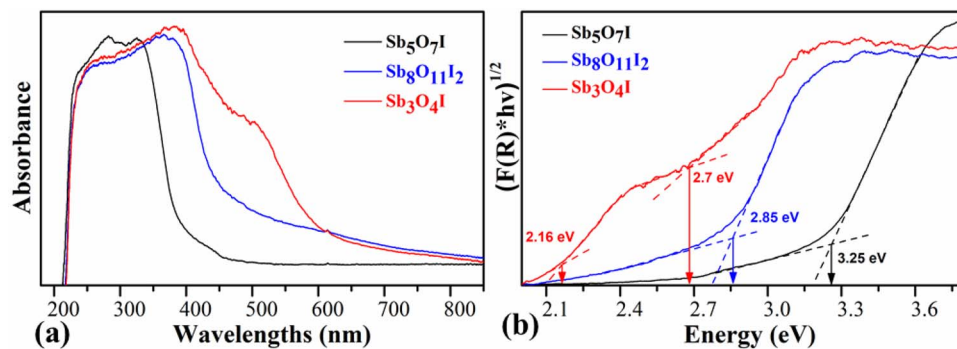 Absorbance
Sb5O7I
Sb8O11I2
Sb3O4I
200 300 400 500 600 700 800
Wavelengths (nm)
(a)
(F(R)*hv)1/2
Sb5O7I
Sb8O11I2
Sb3O4I
2.7 eV
2.85 eV
2.16 eV
3.25 eV
2.1 2.4 2.7 3.0 3.3 3.6
Energy (eV)
(b)